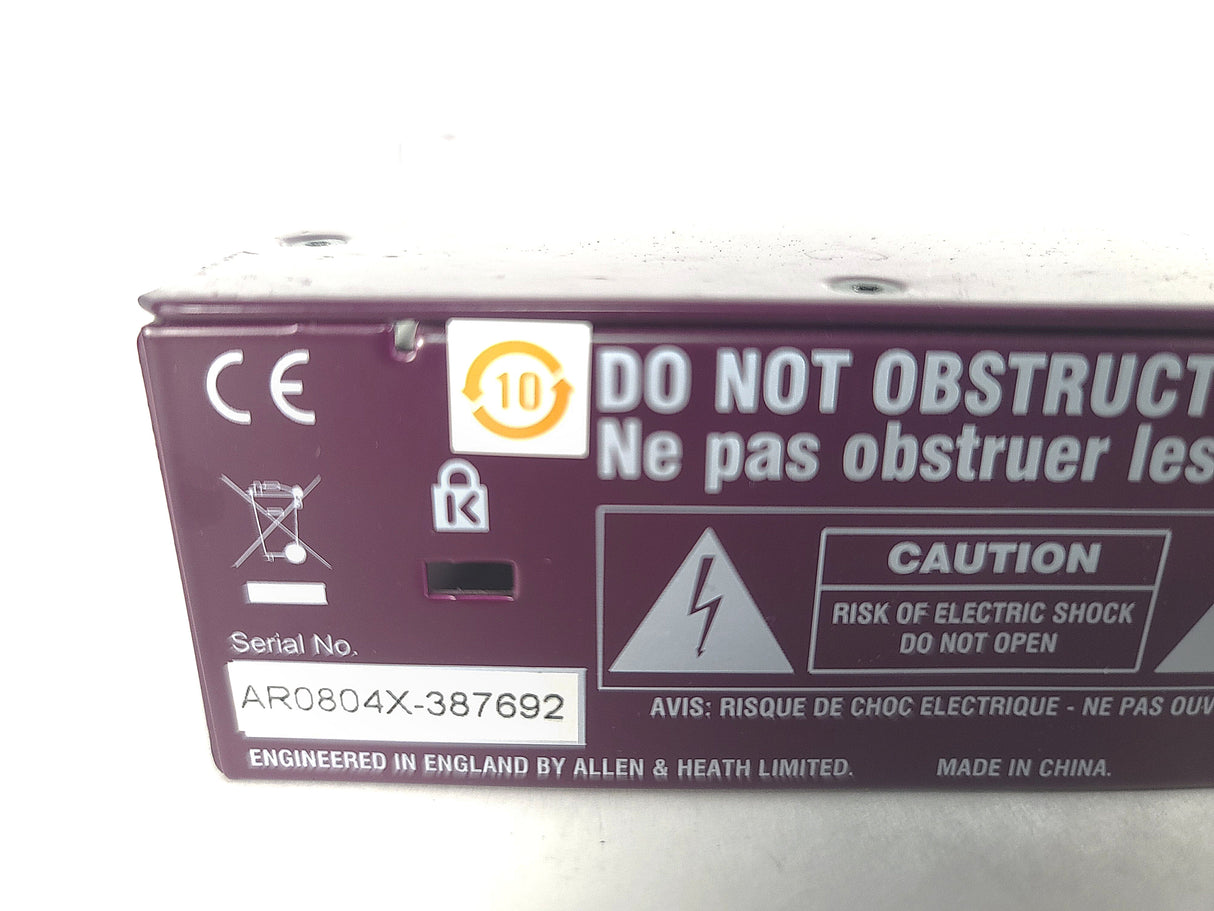 CE
10
DO NOT OBSTRUCT
Ne pas obstruer les
K
CAUTION
RISK OF ELECTRIC SHOCK
DO NOT OPEN
Serial No.
AR0804X-387692
AVIS: RISQUE DE CHOC ELECTRIQUE - NE PAS OUV
ENGINEERED IN ENGLAND BY ALLEN & HEATH LIMITED. MADE IN CHINA.